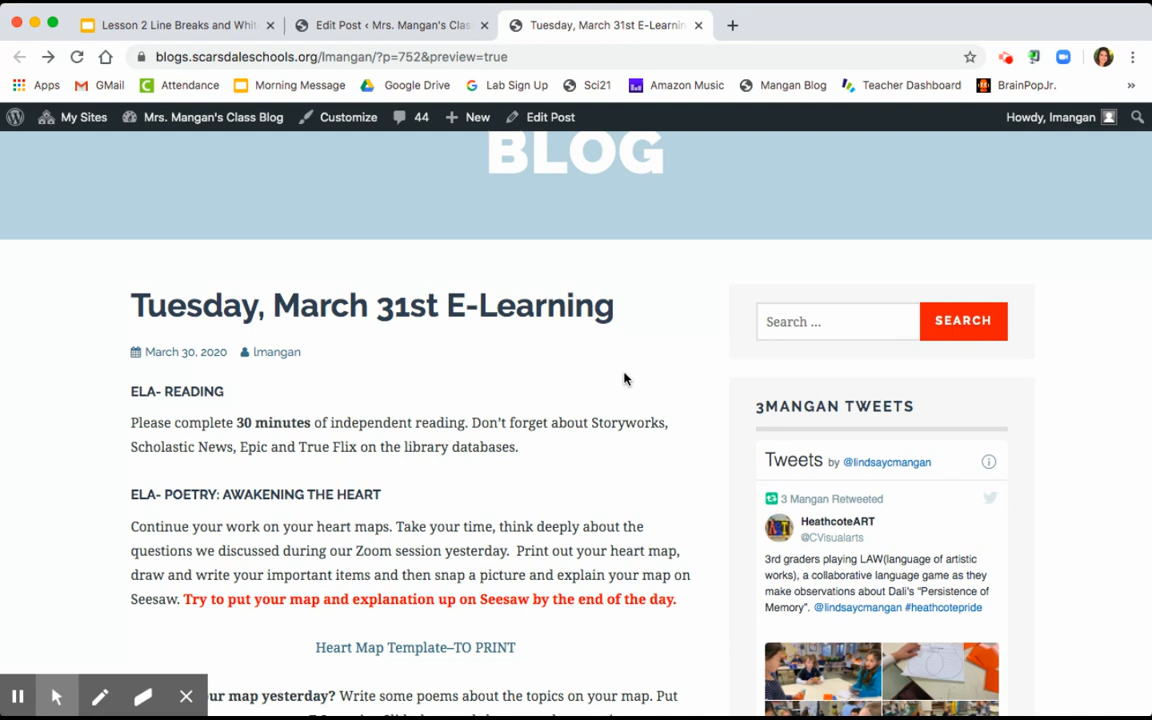 Lesson 2 Line Breaks and Whit
Edit Post ‹ Mrs. Mangan's Clas
Tuesday, March 31st E-Learnin
blogs.scarsdaleschools.org/lmangan/?p=752&preview=true
Apps GMail Attendance Morning Message Google Drive Lab Sign Up Sci21 Amazon Music Mangan Blog Teacher Dashboard BrainPopJr. »
My Sites Mrs. Mangan's Class Blog Customize 44 New Edit Post Howdy, lmangan
BLOG
Tuesday, March 31st E-Learning
March 30, 2020 lmangan
ELA- READING
Please complete 30 minutes of independent reading. Don't forget about Storyworks,
Scholastic News, Epic and True Flix on the library databases.
ELA- POETRY: AWAKENING THE HEART
Continue your work on your heart maps. Take your time, think deeply about the
questions we discussed during our Zoom session yesterday. Print out your heart map,
draw and write your important items and then snap a picture and explain your map on
Seesaw. Try to put your map and explanation up on Seesaw by the end of the day.
Heart Map Template–TO PRINT
ur map yesterday? Write some poems about the topics on your map. Put
Search ... SEARCH
3MANGAN TWEETS
Tweets by @lindsaycmangan
3 Mangan Retweeted
HeathcoteART
@CVisualarts
3rd graders playing LAW(language of artistic
works), a collaborative language game as they
make observations about Dali's "Persistence of
Memory". @lindsaycmangan #heathcotepride